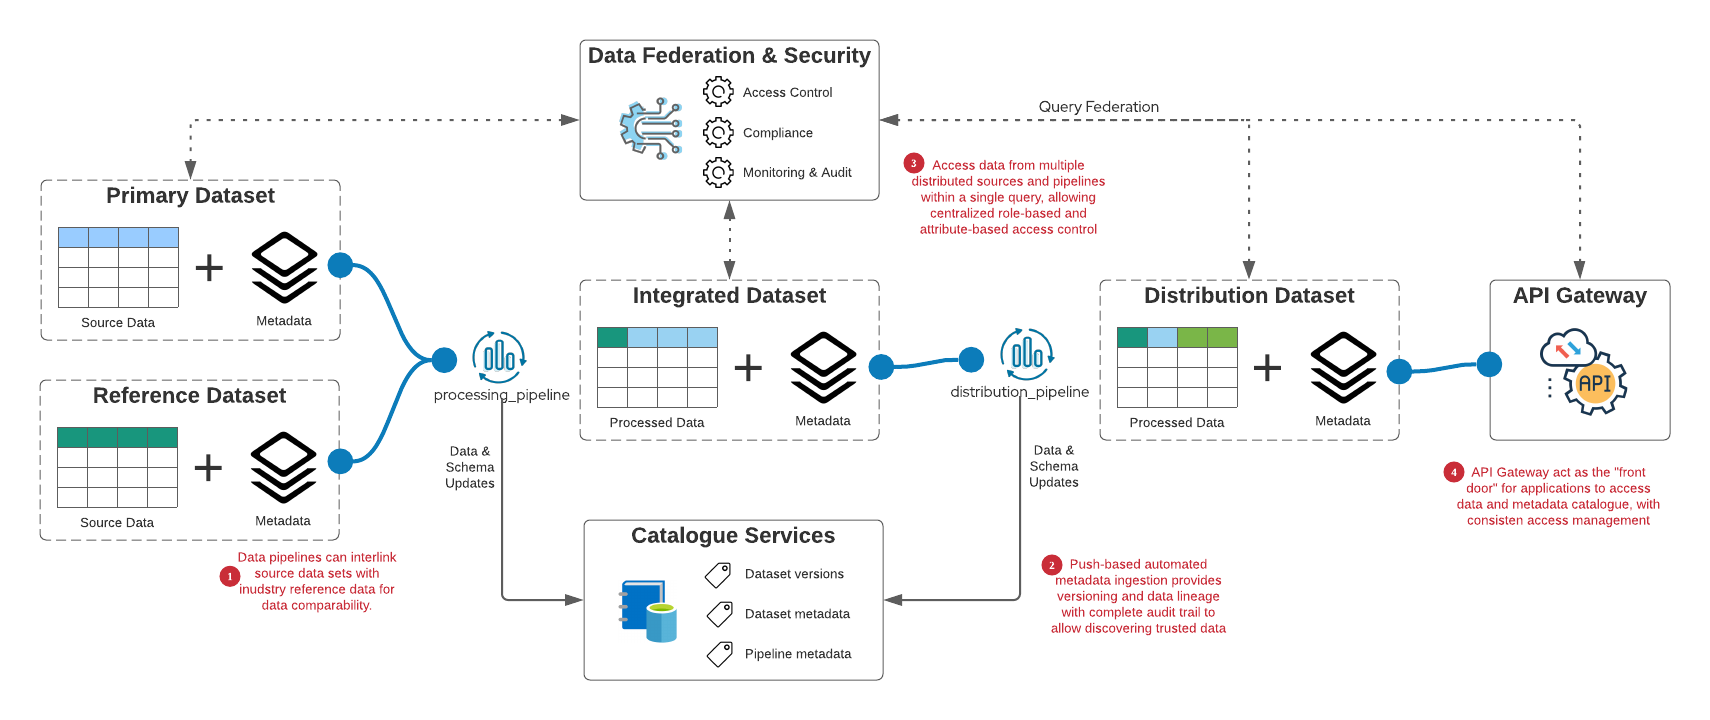 Data Federation & Security
Access Control
Compliance
Monitoring & Audit
Query Federation
3
Access data from multiple
distributed sources and pipelines
within a single query, allowing
centralized role-based and
attribute-based access control
Primary Dataset
Source Data
Metadata
Reference Dataset
Source Data
Metadata
1
Data pipelines can interlink
source data sets with
inudstry reference data for
data comparability.
processing_pipeline
Data &
Schema
Updates
Integrated Dataset
Processed Data
Metadata
distribution_pipeline
Data &
Schema
Updates
Distribution Dataset
Processed Data
Metadata
API Gateway
API
4
API Gateway act as the "front
door" for applications to access
data and metadata catalogue, with
consisten access management
Catalogue Services
Dataset versions
Dataset metadata
Pipeline metadata
2
Push-based automated
metadata ingestion provides
versioning and data lineage
with complete audit trail to
allow discovering trusted data